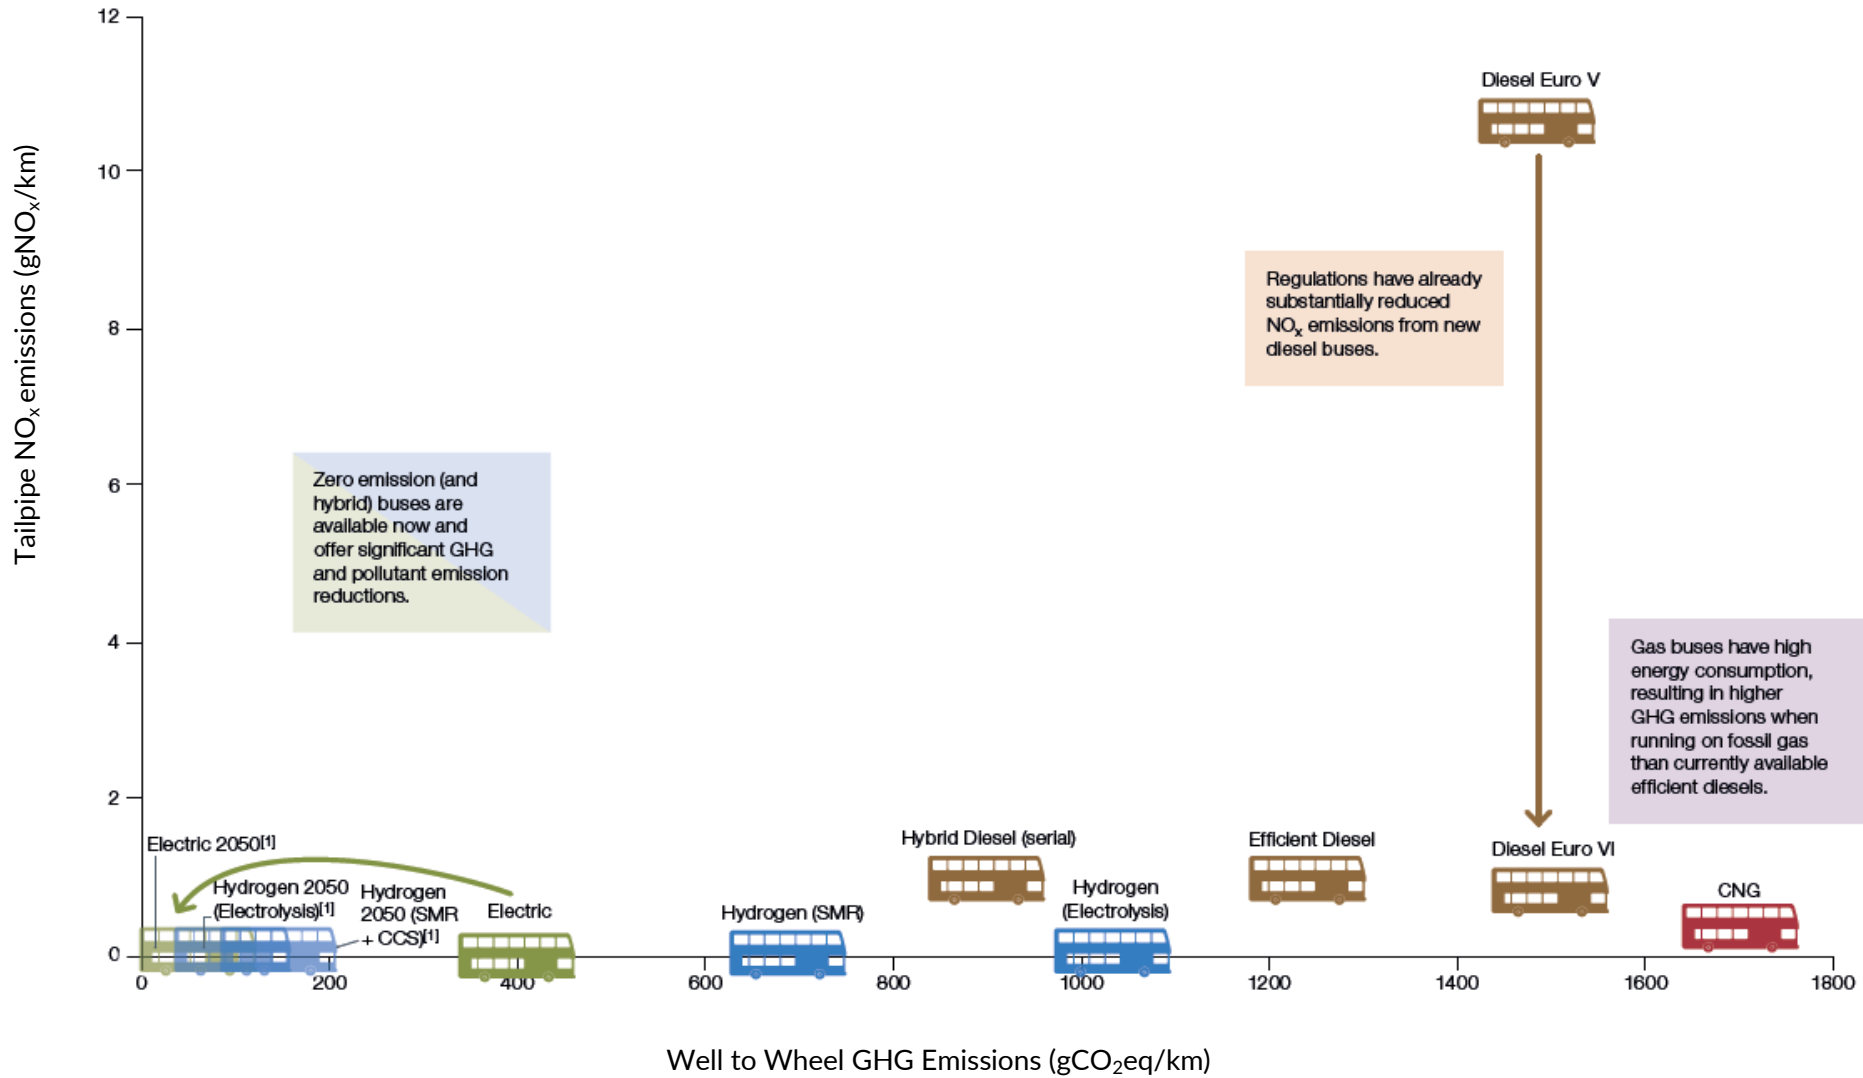 12
Diesel Euro V
10
Regulations have already
substantially reduced
NOx emissions from new
diesel buses.
8
Tailpipe NOx emissions (gNOx/km)
6
Zero emission (and
hybrid) buses are
available now and
offer significant GHG
and pollutant emission
reductions.
4
Gas buses have high
energy consumption,
resulting in higher
GHG emissions when
running on fossil gas
than currently available
efficient diesels.
2
Electric 2050[1]
Hydrogen 2050
(Electrolysis)[1]
Hydrogen
2050 (SMR
+ CCS)[1]
Electric
Hydrogen (SMR)
Hybrid Diesel (serial)
Hydrogen
(Electrolysis)
Efficient Diesel
Diesel Euro VI
CNG
0
0 200 400 600 800 1000 1200 1400 1600 1800
Well to Wheel GHG Emissions (gCO2eq/km)